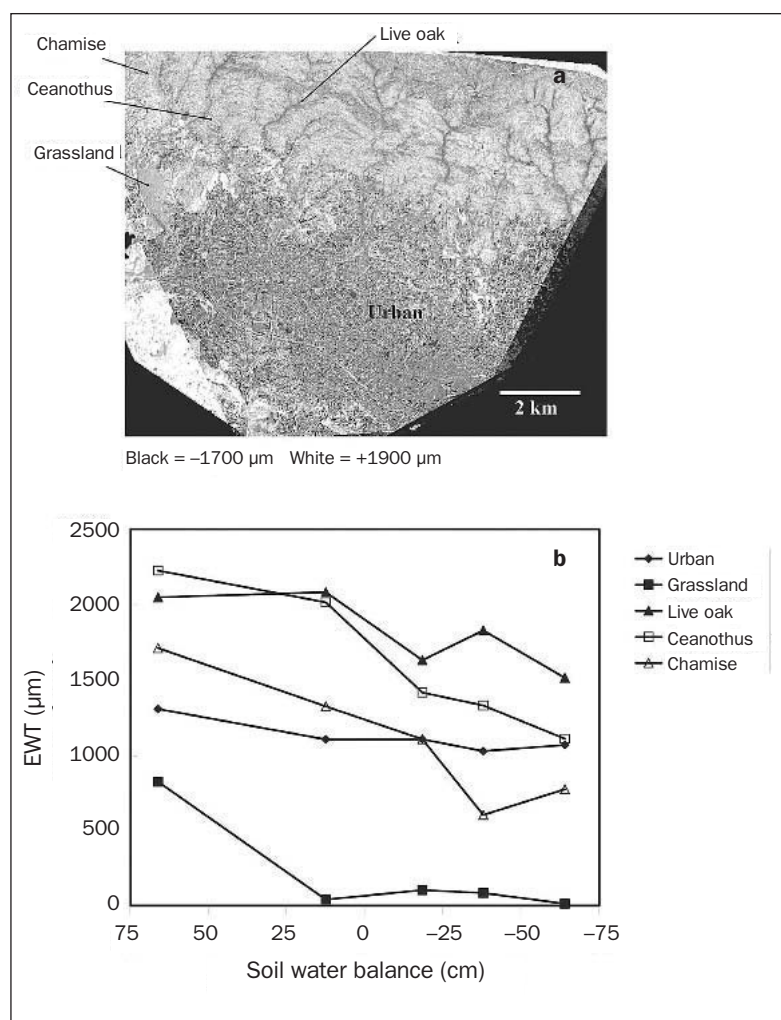 Live oak
a
Chamise
Ceanothus
Grassland
Urban
2 km
Black = –1700 μm White = +1900 μm
2500
b
2000
1500
1000
500
0
EWT (μm)
75 50 25 0 –25 –50 –75
Soil water balance (cm)
Urban
Grassland
Live oak
Ceanothus
Chamise